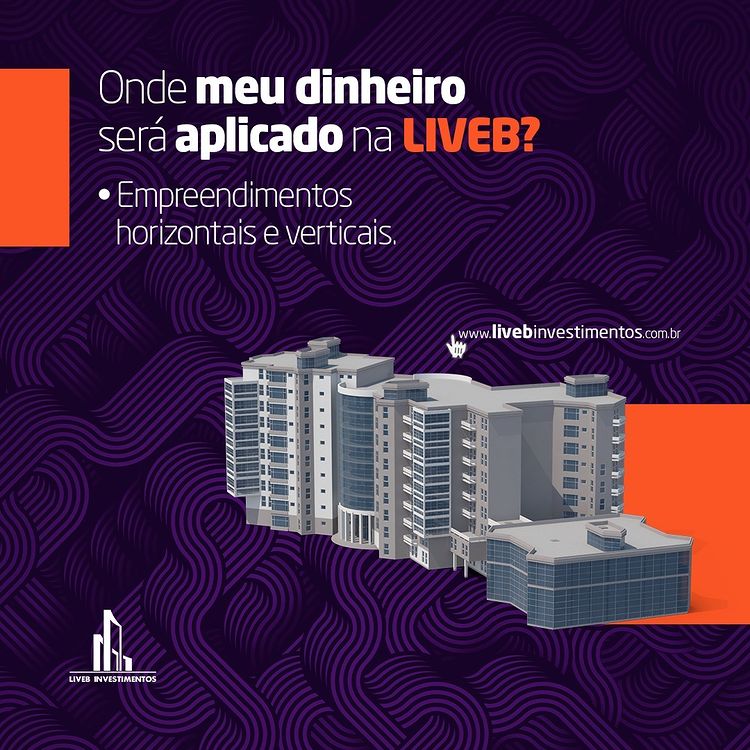 Onde meu dinheiro
será aplicado na LIVEB?
• Empreendimentos
horizontais e verticais.
www.livebinvestimentos.com.br
LIVEB INVESTIMENTOS